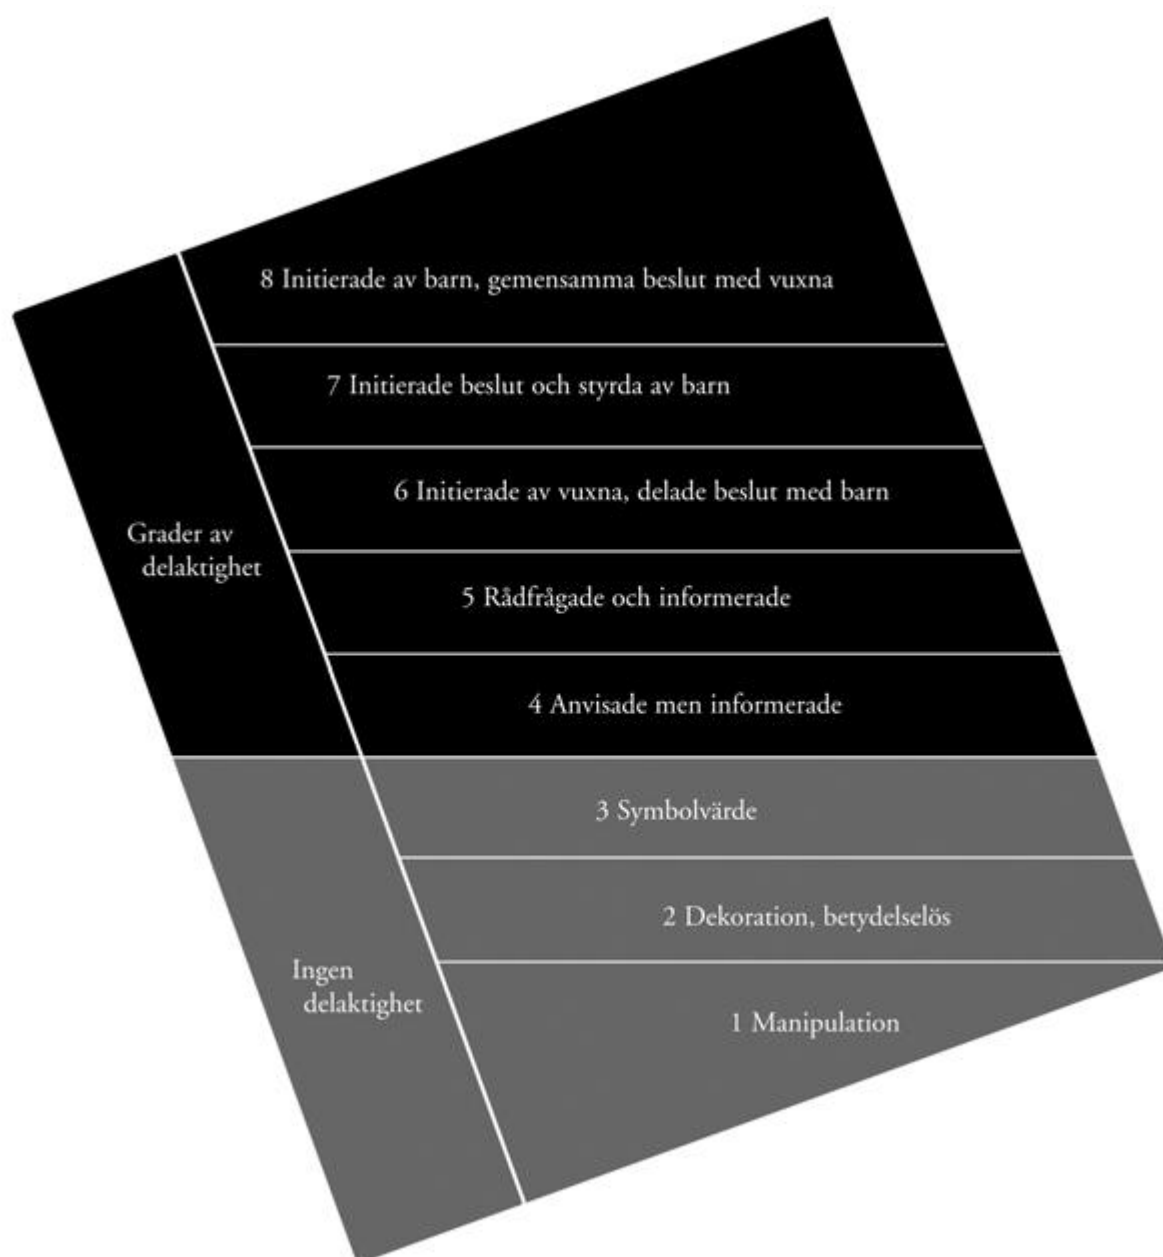 8 Initierade av barn, gemensamma beslut med vuxna
7 Initierade beslut och styrda av barn
6 Initierade av vuxna, delade beslut med barn
Grader av
delaktighet
5 Rådfrågade och informerade
4 Anvisade men informerade
3 Symbolvärde
2 Dekoration, betydelselös
Ingen
delaktighet
1 Manipulation